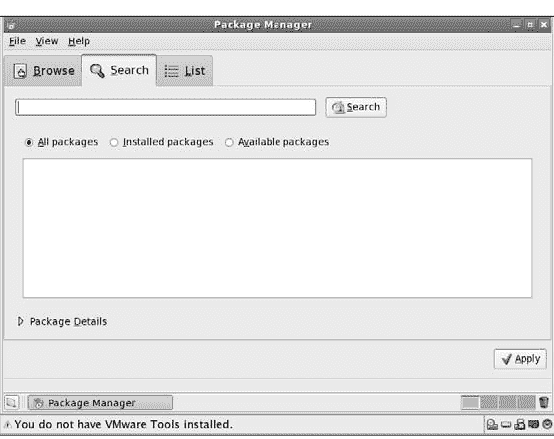 Package Manager
File View Help
Browse Search List
Search
All packages Installed packages Available packages
Package Details
Apply
Package Manager
You do not have VMware Tools installed.